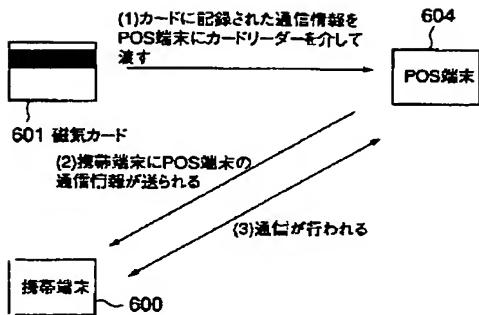 (1)カードに記録された通信情報を
POS端末にカードリーダーを介して
渡す
604
POS端末
601 磁気カード
(2)携帯端末にPOS端末の
通信情報が送られる
(3)通信が行われる
携帯端末
600